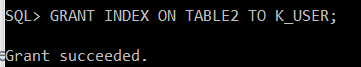 SQL> GRANT INDEX ON TABLE2 TO K_USER;
Grant succeeded.